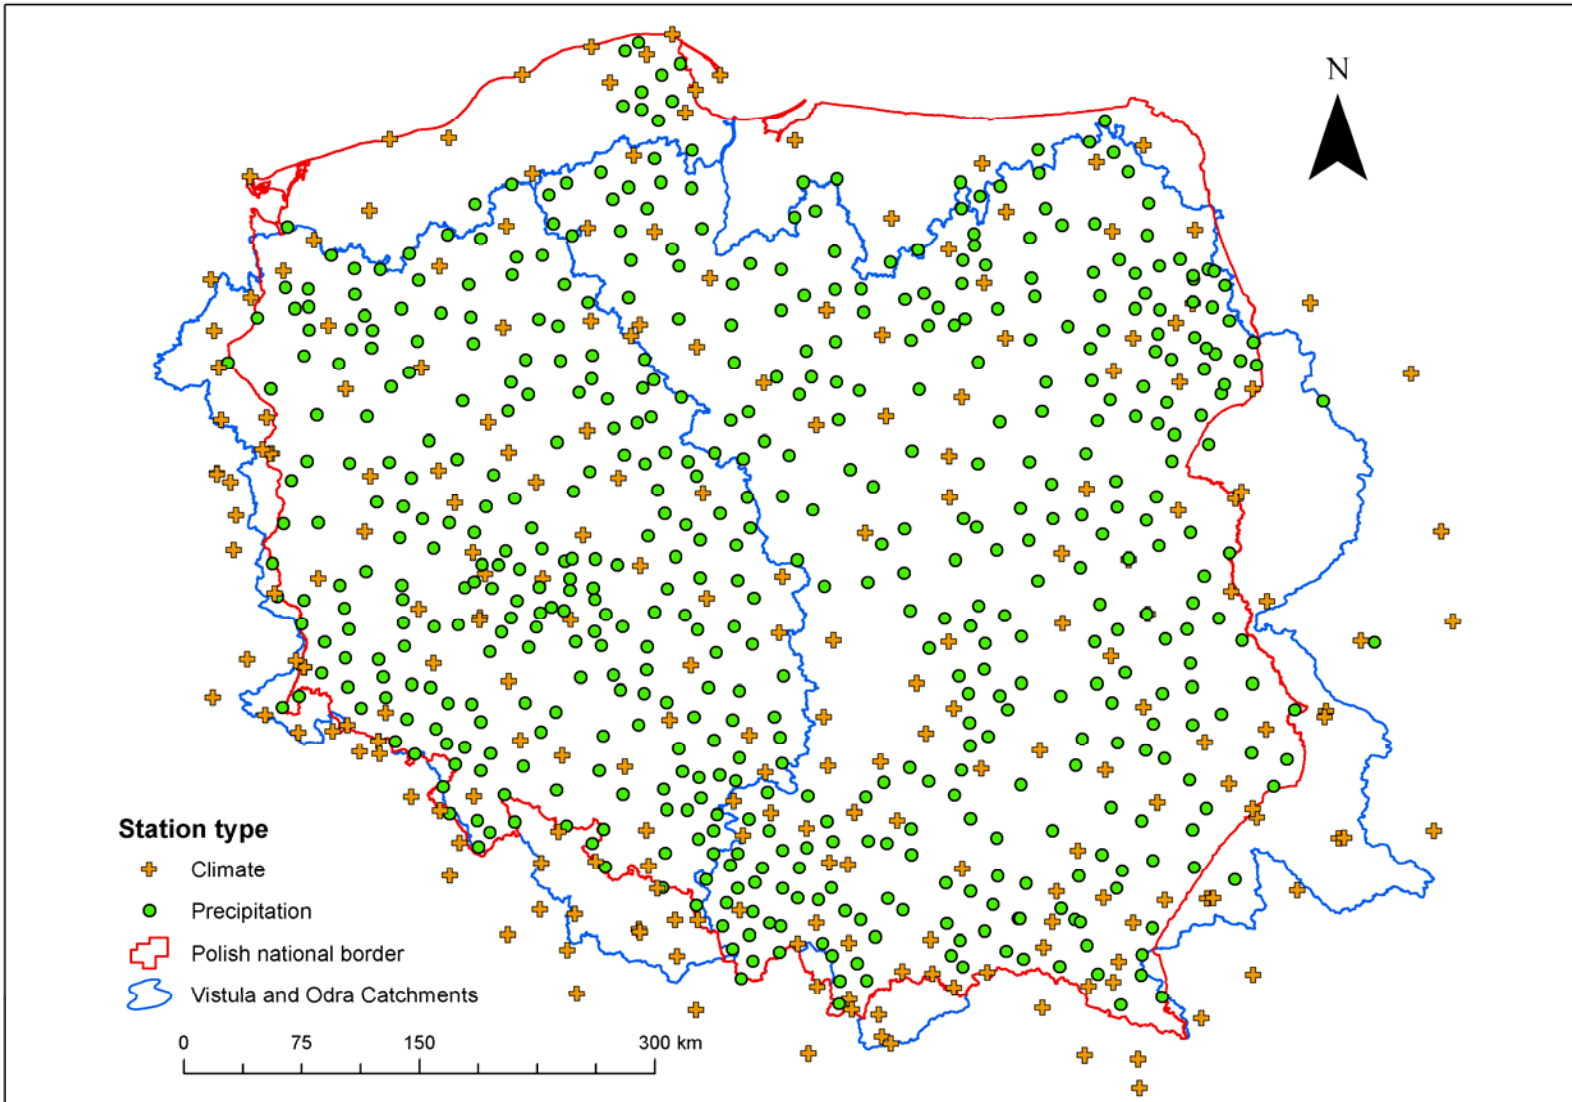 N
Station type
Climate
Precipitation
Polish national border
Vistula and Odra Catchments
0 75 150 300 km